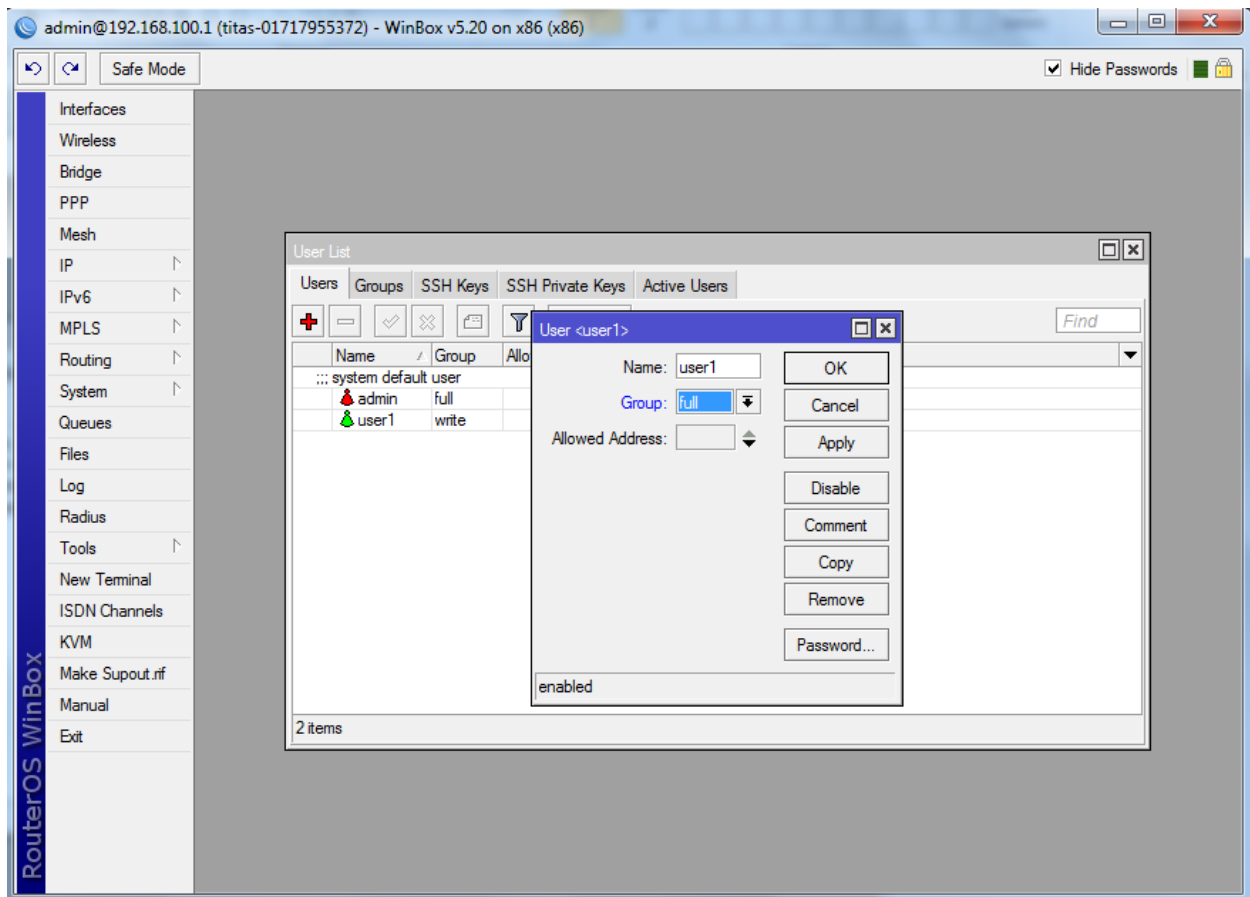 admin@192.168.100.1 (titas-01717955372) - WinBox v5.20 on x86 (x86)
Safe Mode
Hide Passwords
Interfaces
Wireless
Bridge
PPP
Mesh
IP
IPv6
MPLS
Routing
System
Queues
Files
Log
Radius
Tools
New Terminal
ISDN Channels
KVM
Make Supout.rif
Manual
Exit
RouterOS WinBox
User List
Users Groups SSH Keys SSH Private Keys Active Users
Find
Name Group Allo
;;; system default user
admin full
user1 write
2 items
User <user1>
Name: user1
Group: full
Allowed Address:
OK
Cancel
Apply
Disable
Comment
Copy
Remove
Password...
enabled